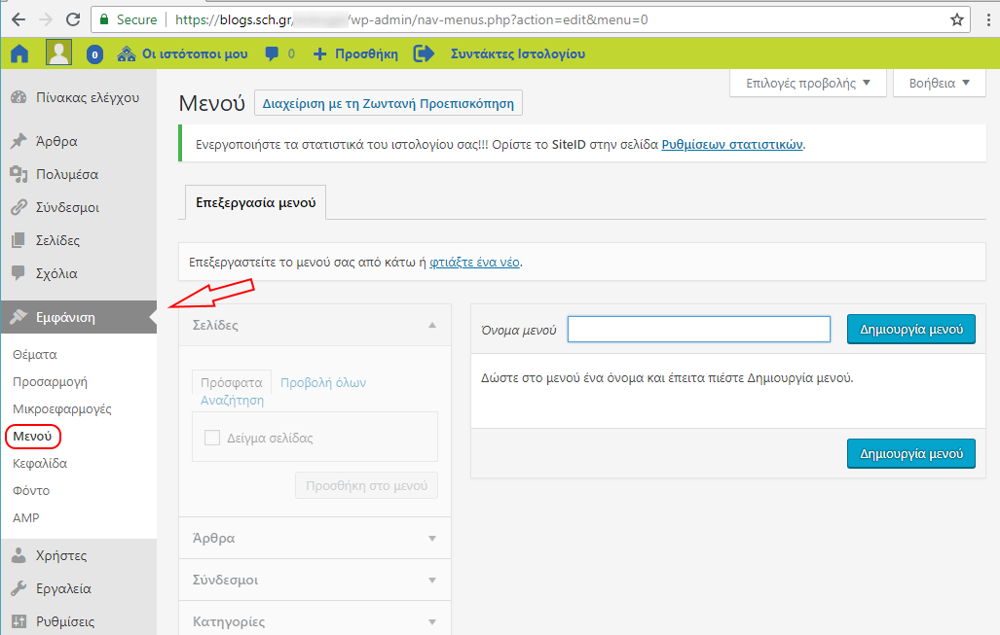 Secure https://blogs.sch.gr/ /wp-admin/nav-menus.php?action=edit&menu=0
0 Οι ιστότοποι μου 0 + Προσθήκη Συντάκτες Ιστολογίου
Πίνακας ελέγχου
Άρθρα
Πολυμέσα
Σύνδεσμοι
Σελίδες
Σχόλια
Εμφάνιση
Θέματα
Προσαρμογή
Μικροεφαρμογές
Μενού
Κεφαλίδα
Φόντο
AMP
Χρήστες
Εργαλεία
Ρυθμίσεις
Επιλογές προβολής Βοήθεια
Μενού Διαχείριση με τη Ζωντανή Προεπισκόπηση
Ενεργοποιήστε τα στατιστικά του ιστολογίου σας!!! Ορίστε το SiteID στην σελίδα Ρυθμίσεων στατιστικών.
Επεξεργασία μενού
Επεξεργαστείτε το μενού σας από κάτω ή φτιάξτε ένα νέο.
Σελίδες
Πρόσφατα Προβολή όλων
Αναζήτηση
Δείγμα σελίδας
Προσθήκη στο μενού
Άρθρα
Σύνδεσμοι
Κατηγορίες
Όνομα μενού Δημιουργία μενού
Δώστε στο μενού ένα όνομα και έπειτα πιέστε Δημιουργία μενού.
Δημιουργία μενού